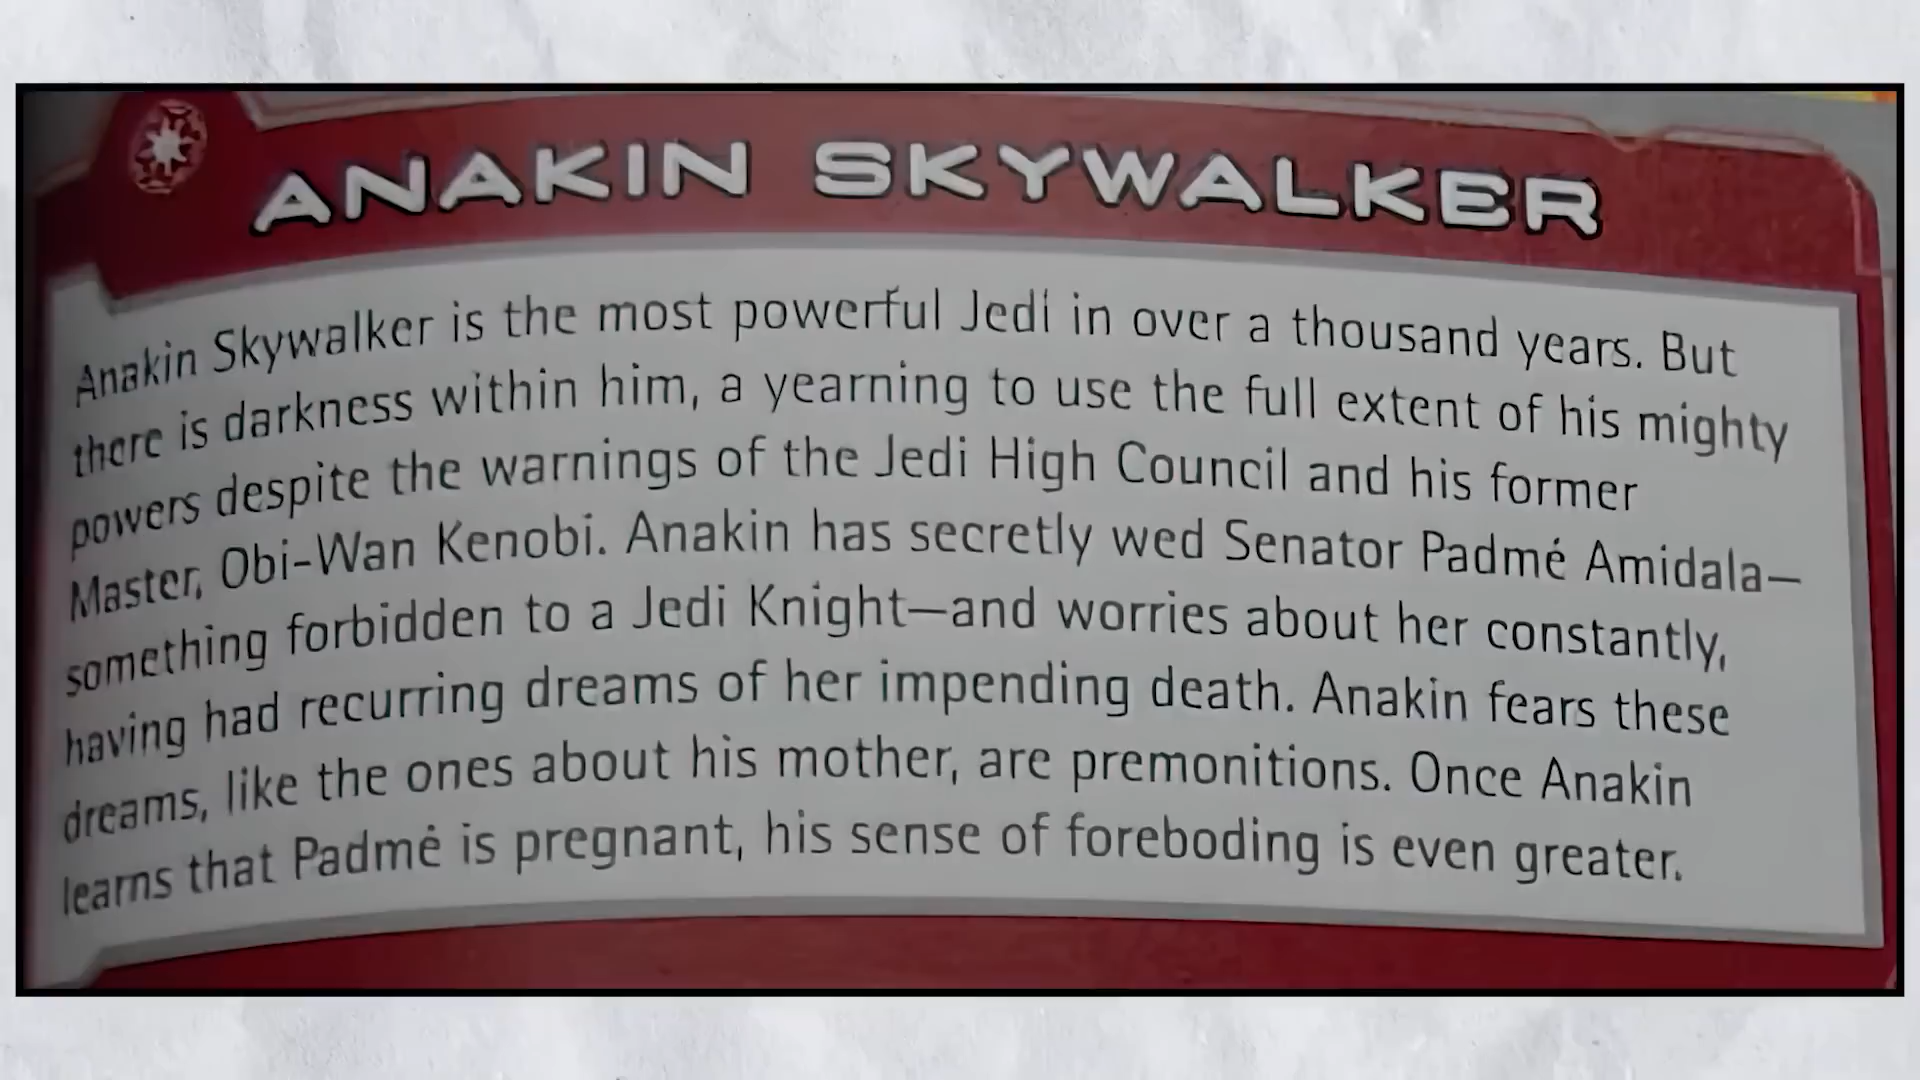 ANAKIN SKYWALKER
Anakin Skywalker is the most powerful Jedi in over a thousand years. But
there is darkness within him, a yearning to use the full extent of his mighty
powers despite the warnings of the Jedi High Council and his former
Master, Obi-Wan Kenobi. Anakin has secretly wed Senator Padmé Amidala—
something forbidden to a Jedi Knight—and worries about her constantly,
having had recurring dreams of her impending death. Anakin fears these
dreams, like the ones about his mother, are premonitions. Once Anakin
learns that Padmé is pregnant, his sense of foreboding is even greater.